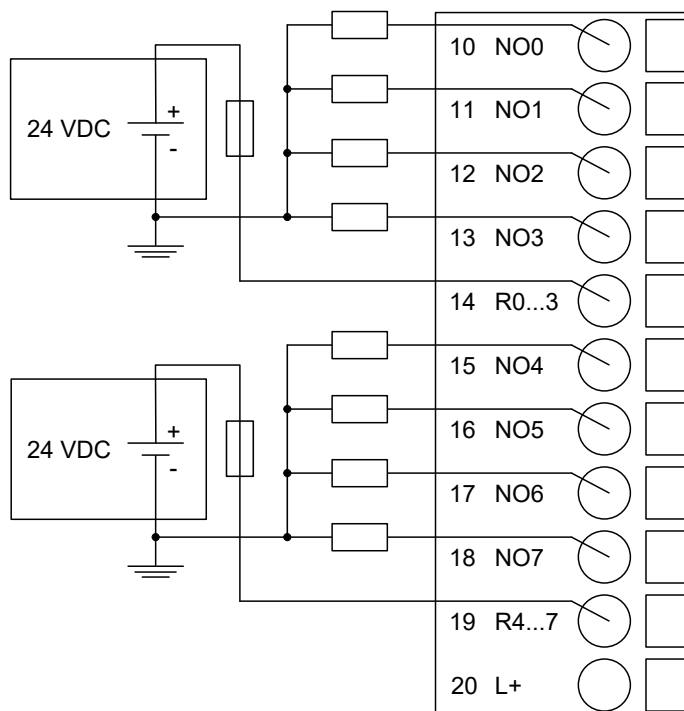 10 NO0
24 VDC
+
-
11 NO1
12 NO2
13 NO3
14 R0...3
15 NO4
24 VDC
+
-
16 NO5
17 NO6
18 NO7
19 R4...7
20 L+